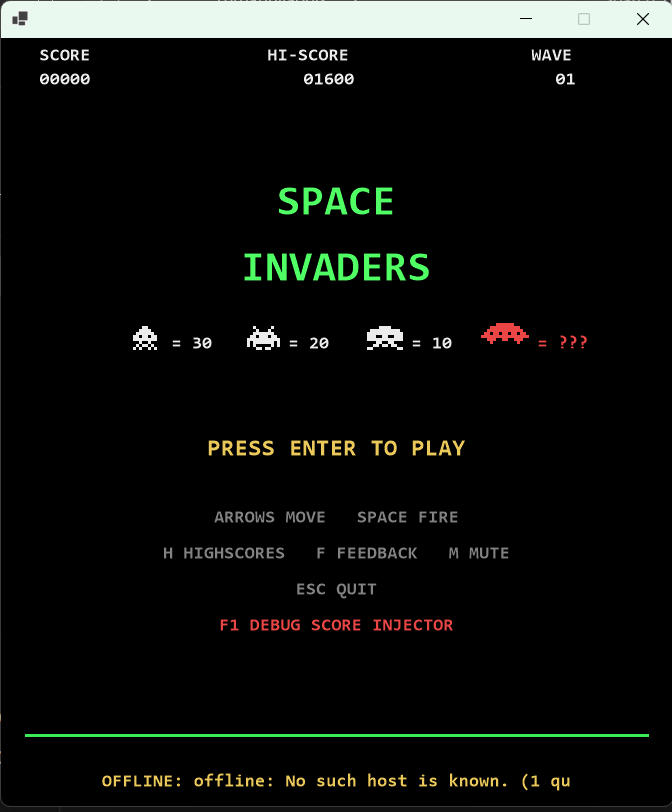 SCORE HI-SCORE WAVE
00000 01600 01
SPACE
INVADERS
= 30 = 20 = 10 = ???
PRESS ENTER TO PLAY
ARROWS MOVE SPACE FIRE
H HIGHSCORES F FEEDBACK M MUTE
ESC QUIT
F1 DEBUG SCORE INJECTOR
OFFLINE: offline: No such host is known. (1 qu